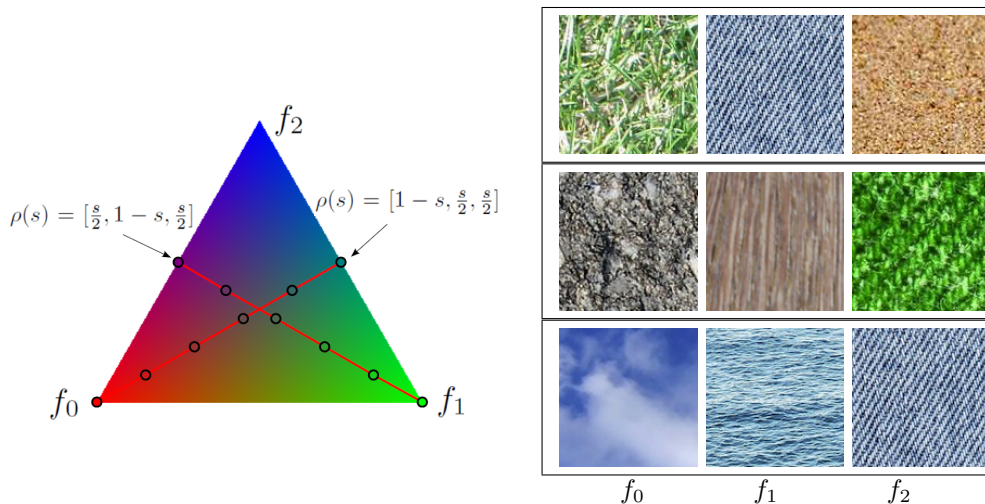 f₂
ρ(s) = [s/2, 1 − s, s/2]
ρ(s) = [1 − s, s/2, s/2]
f₀
f₁
f₀ f₁ f₂